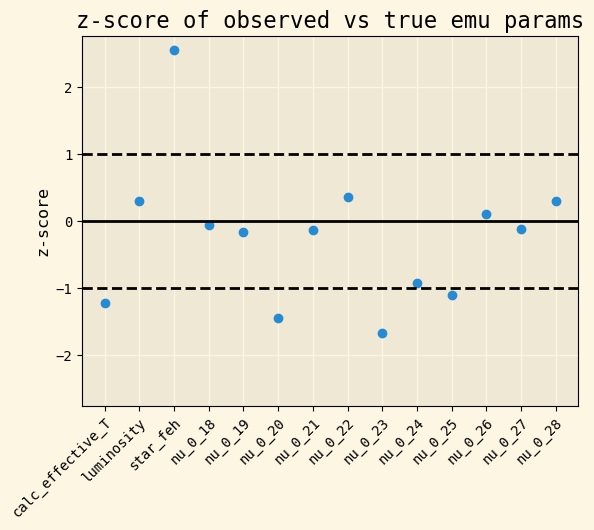 z-score of observed vs true emu params
z-score
2
1
0
−1
−2
calc_effective_T
luminosity
star_feh
nu_0_18
nu_0_19
nu_0_20
nu_0_21
nu_0_22
nu_0_23
nu_0_24
nu_0_25
nu_0_26
nu_0_27
nu_0_28